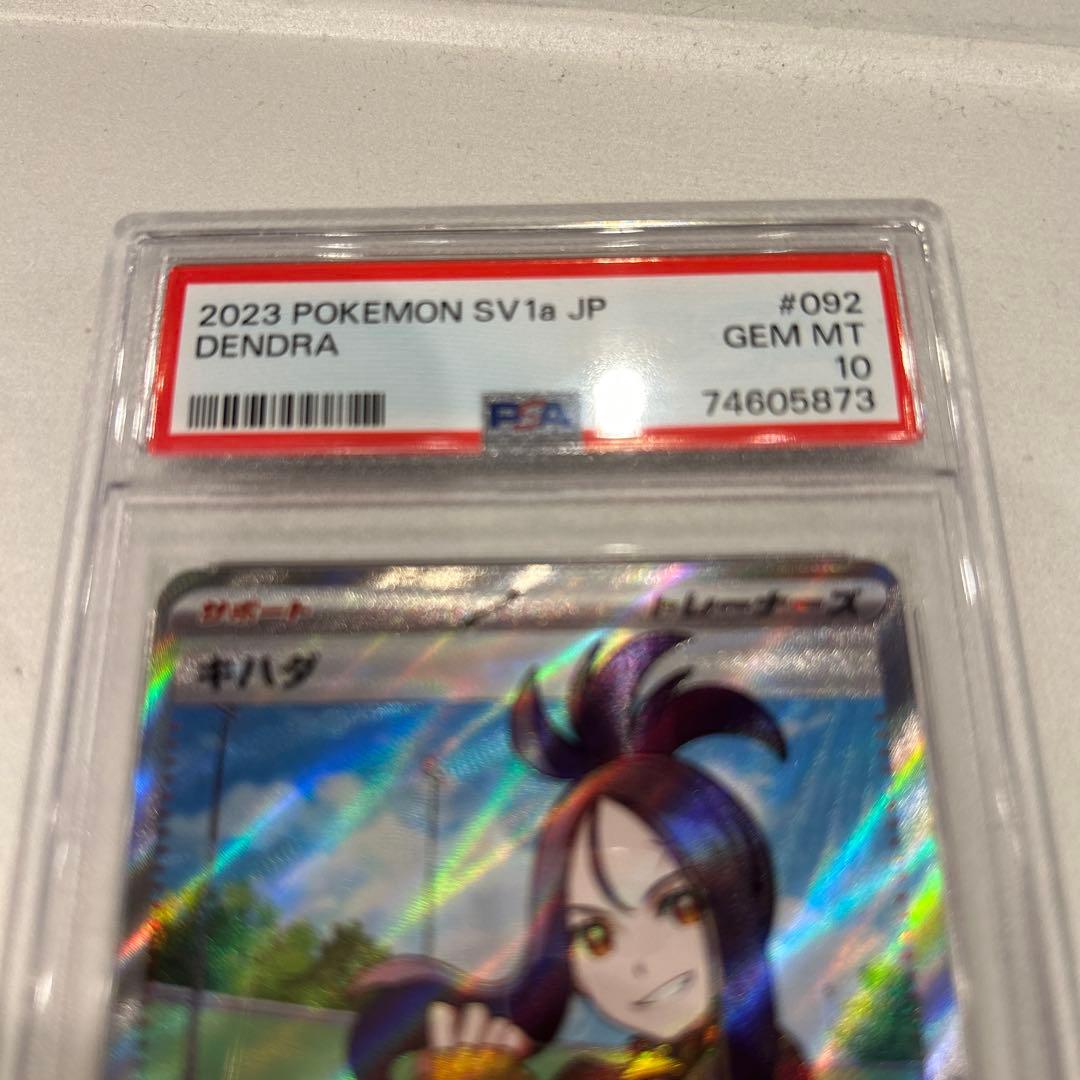 2023 POKEMON SV1a JP #092
DENDRA GEM MT
10
PSA 74605873
サポート トレーナーズ
キハダ